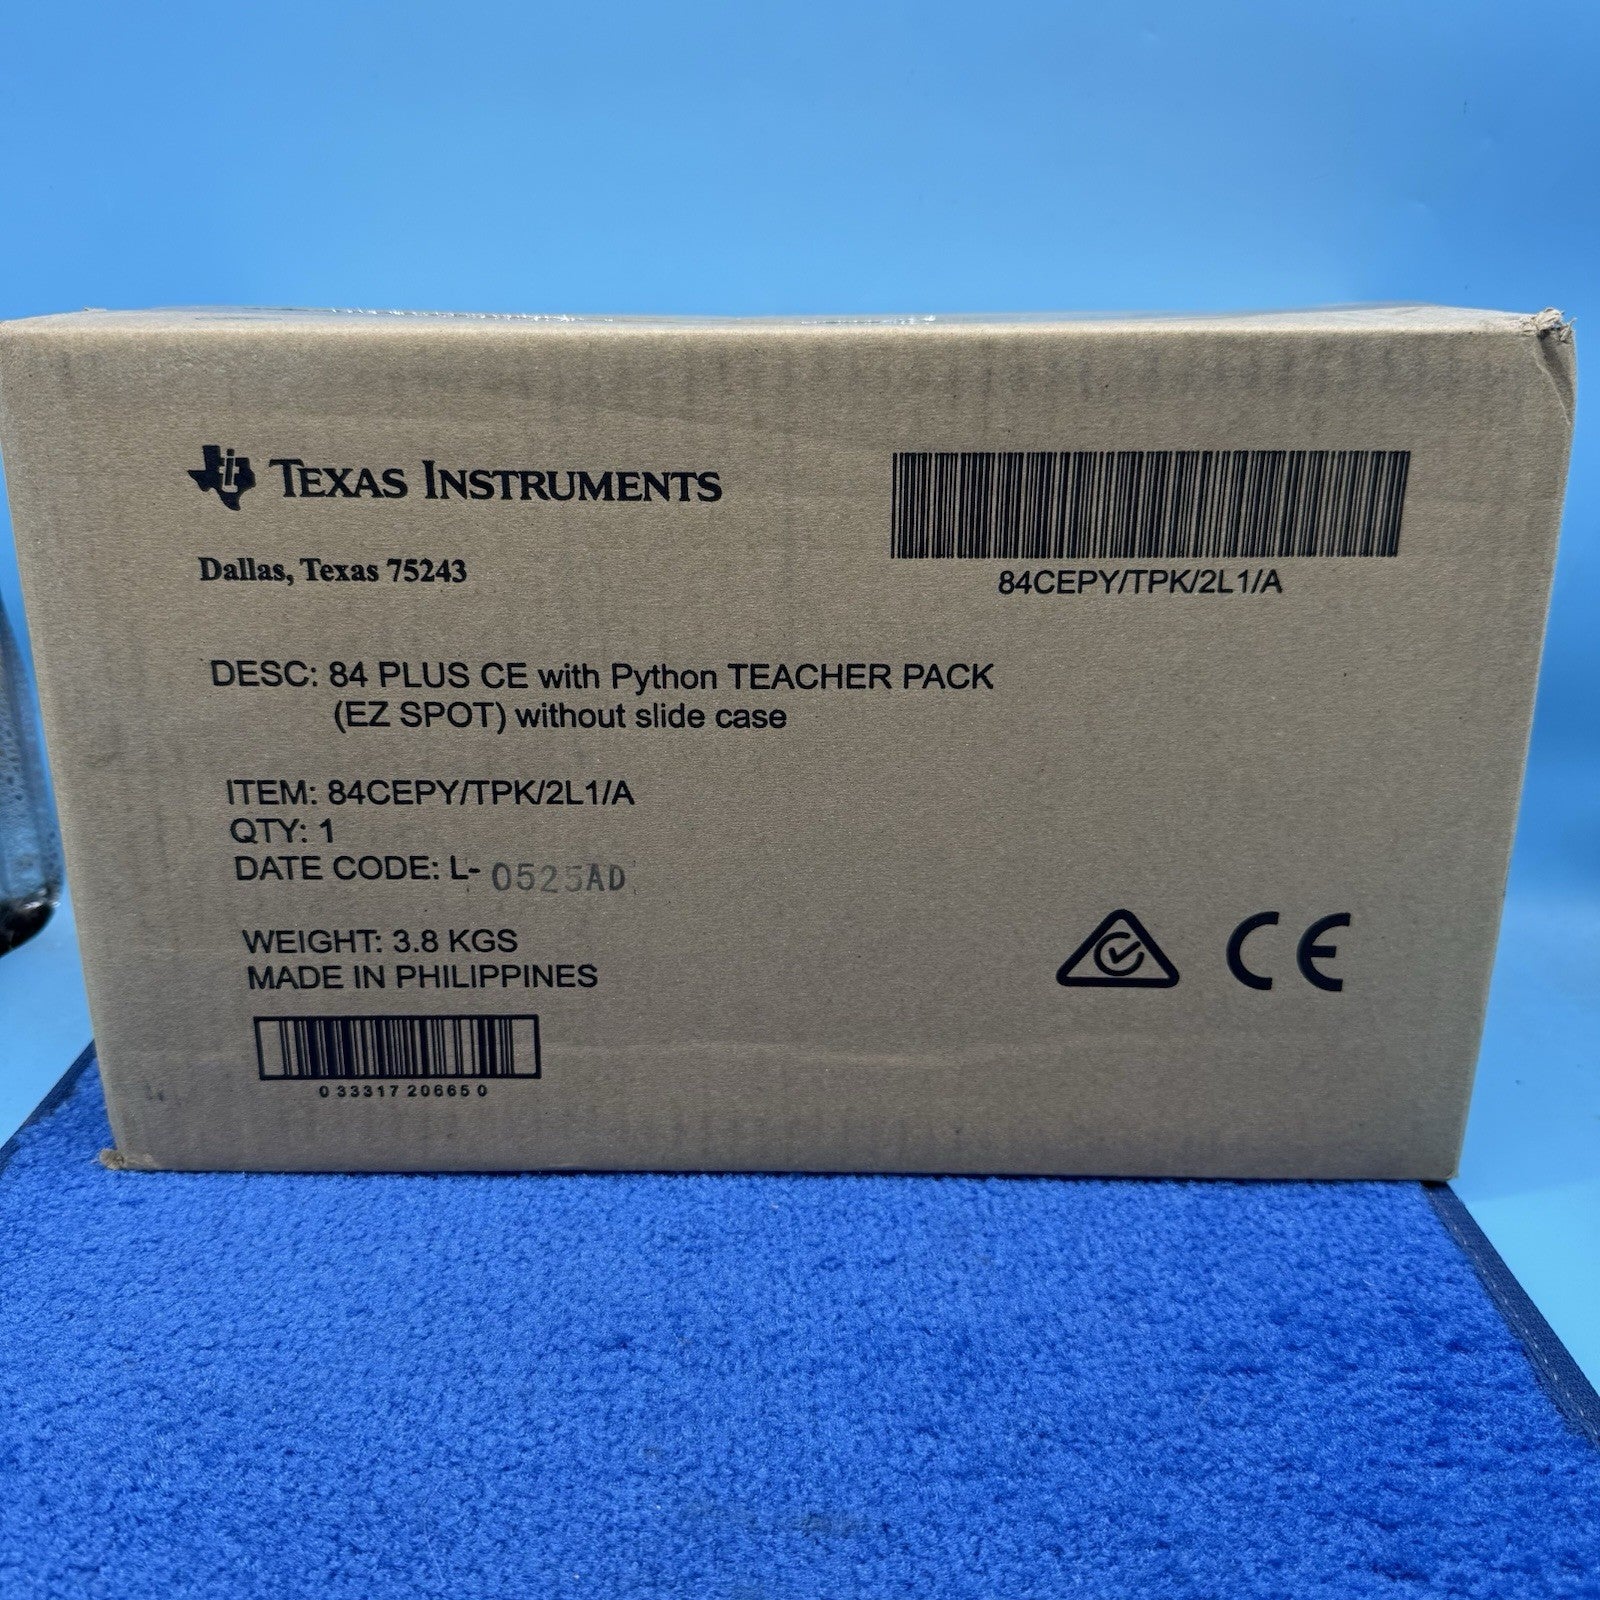 TEXAS INSTRUMENTS
Dallas, Texas 75243
84CEPY/TPK/2L1/A
DESC: 84 PLUS CE with Python TEACHER PACK
(EZ SPOT) without slide case
ITEM: 84CEPY/TPK/2L1/A
QTY: 1
DATE CODE: L- 0525AD
WEIGHT: 3.8 KGS
MADE IN PHILIPPINES
0 33317 20665 0
CE